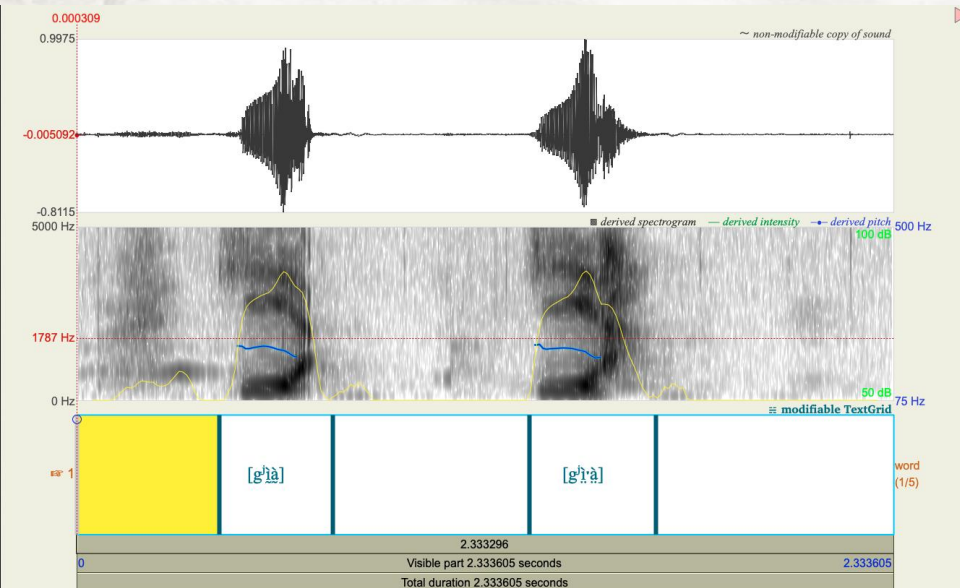 0.000309
0.9975
~ non-modifiable copy of sound
-0.005092
-0.8115
5000 Hz
derived spectrogram
derived intensity
derived pitch
500 Hz
100 dB
1787 Hz
50 dB
0 Hz
75 Hz
modifiable TextGrid
1
word
(1/5)
2.333296
0
Visible part 2.333605 seconds
2.333605
Total duration 2.333605 seconds